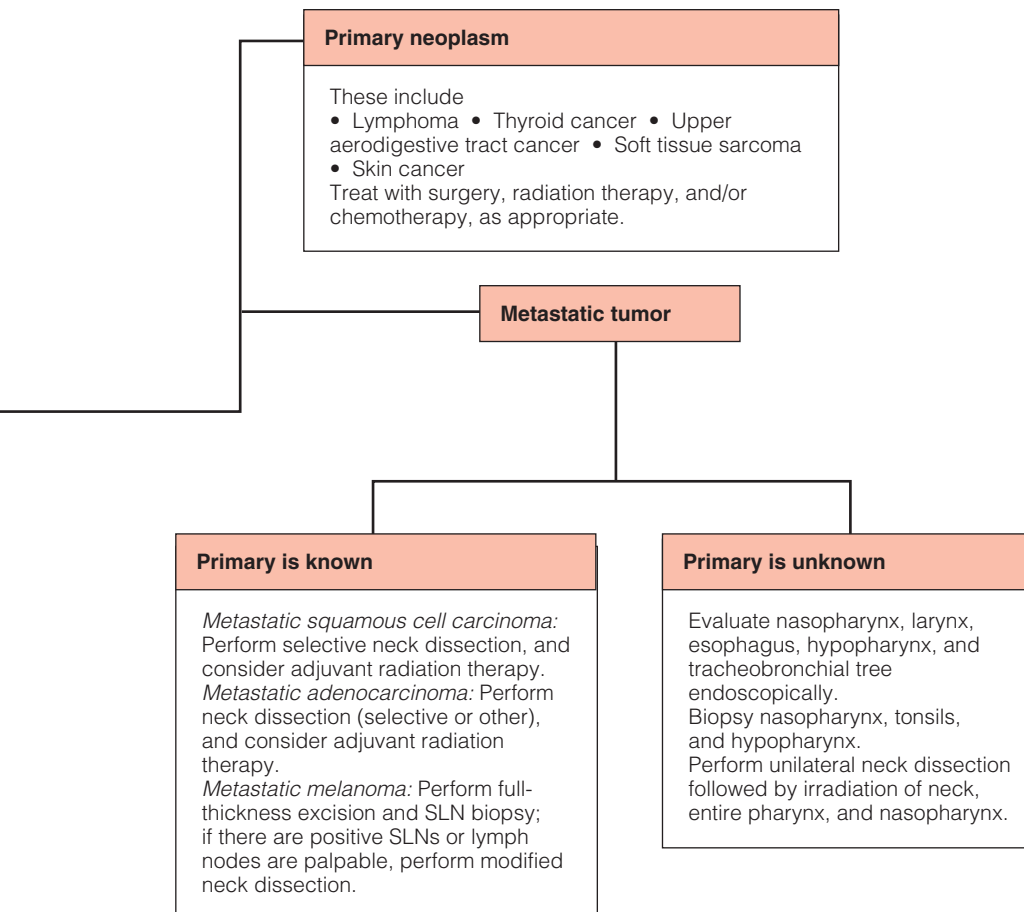 Primary neoplasm
These include
• Lymphoma • Thyroid cancer • Upper
aerodigestive tract cancer • Soft tissue sarcoma
• Skin cancer
Treat with surgery, radiation therapy, and/or
chemotherapy, as appropriate.
Metastatic tumor
Primary is known
Metastatic squamous cell carcinoma:
Perform selective neck dissection, and
consider adjuvant radiation therapy.
Metastatic adenocarcinoma: Perform
neck dissection (selective or other),
and consider adjuvant radiation
therapy.
Metastatic melanoma: Perform full-
thickness excision and SLN biopsy;
if there are positive SLNs or lymph
nodes are palpable, perform modified
neck dissection.
Primary is unknown
Evaluate nasopharynx, larynx,
esophagus, hypopharynx, and
tracheobronchial tree
endoscopically.
Biopsy nasopharynx, tonsils,
and hypopharynx.
Perform unilateral neck dissection
followed by irradiation of neck,
entire pharynx, and nasopharynx.